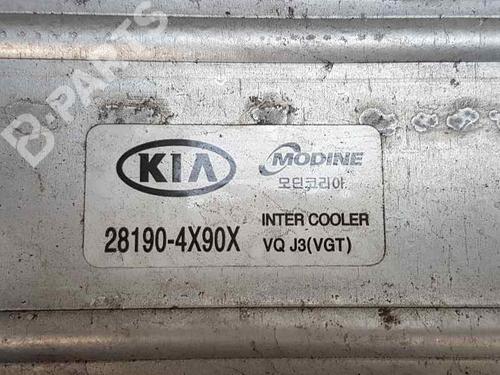 B-PARTS
KIA MODINE
모딘코리아
28190-4X90X INTER COOLER
VQ J3(VGT)